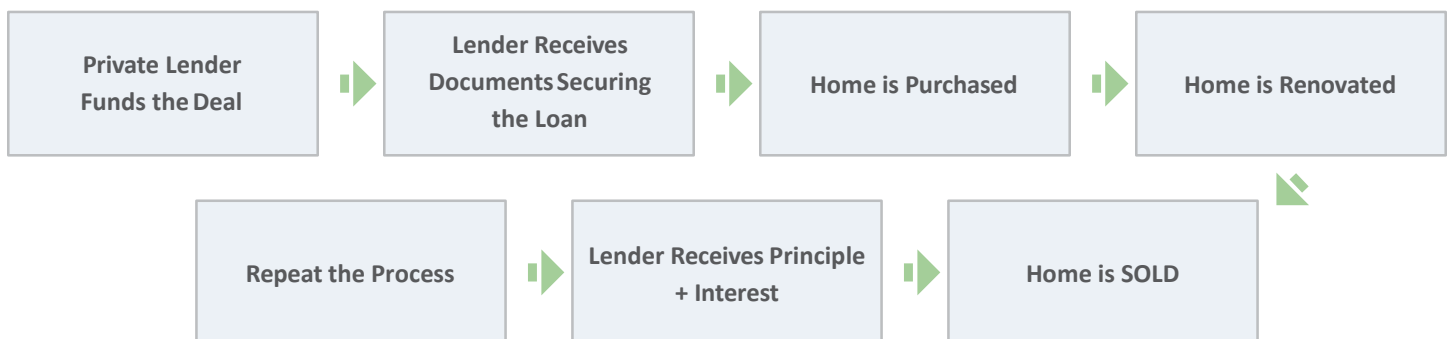 Private Lender
Funds the Deal
Lender Receives
Documents Securing
the Loan
Home is Purchased
Home is Renovated
Repeat the Process
Lender Receives Principle
+ Interest
Home is SOLD